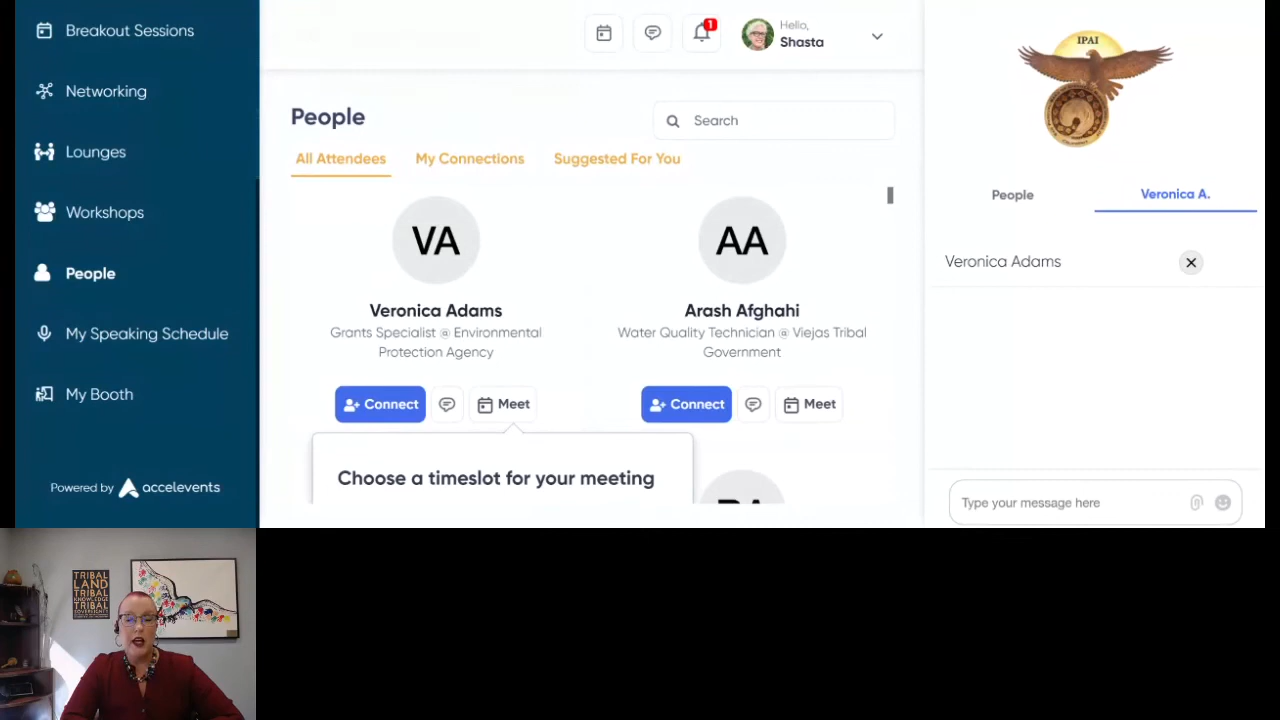 Breakout Sessions
Networking
Lounges
Workshops
People
My Speaking Schedule
My Booth
Powered by accelevents
1
Hello,
Shasta
People
Search
All Attendees
My Connections
Suggested For You
VA
Veronica Adams
Grants Specialist @ Environmental
Protection Agency
Connect
Meet
AA
Arash Afghahi
Water Quality Technician @ Viejas Tribal
Government
Connect
Meet
Choose a timeslot for your meeting
IPAI
People
Veronica A.
Veronica Adams
Type your message here
TRIBAL
LAND
TRIBAL
KNOWLEDGE
TRIBAL
SOVEREIGNTY